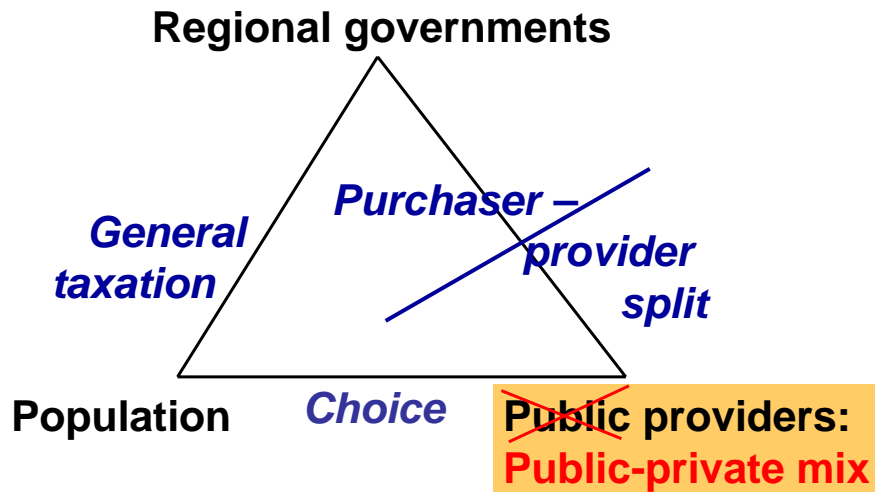 Regional governments
Purchaser –
General
taxation
provider
split
Population
Choice
Public providers:
Public-private mix